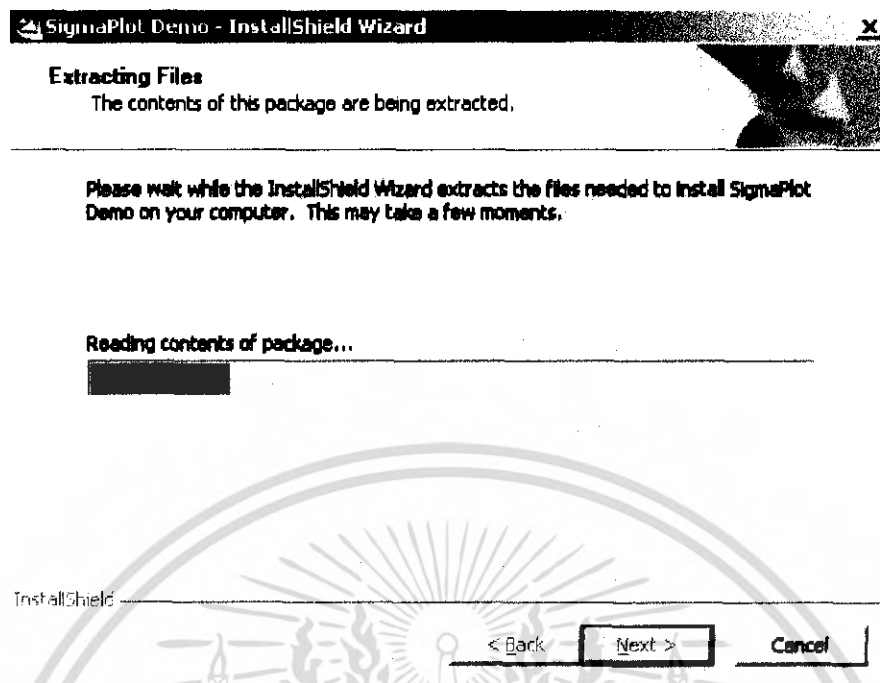 SigmaPlot Demo - InstallShield Wizard
Extracting Files
The contents of this package are being extracted.
Please wait while the InstallShield Wizard extracts the files needed to install SigmaPlot
Demo on your computer. This may take a few moments.
Reading contents of package...
InstallShield
< Back
Next >
Cancel